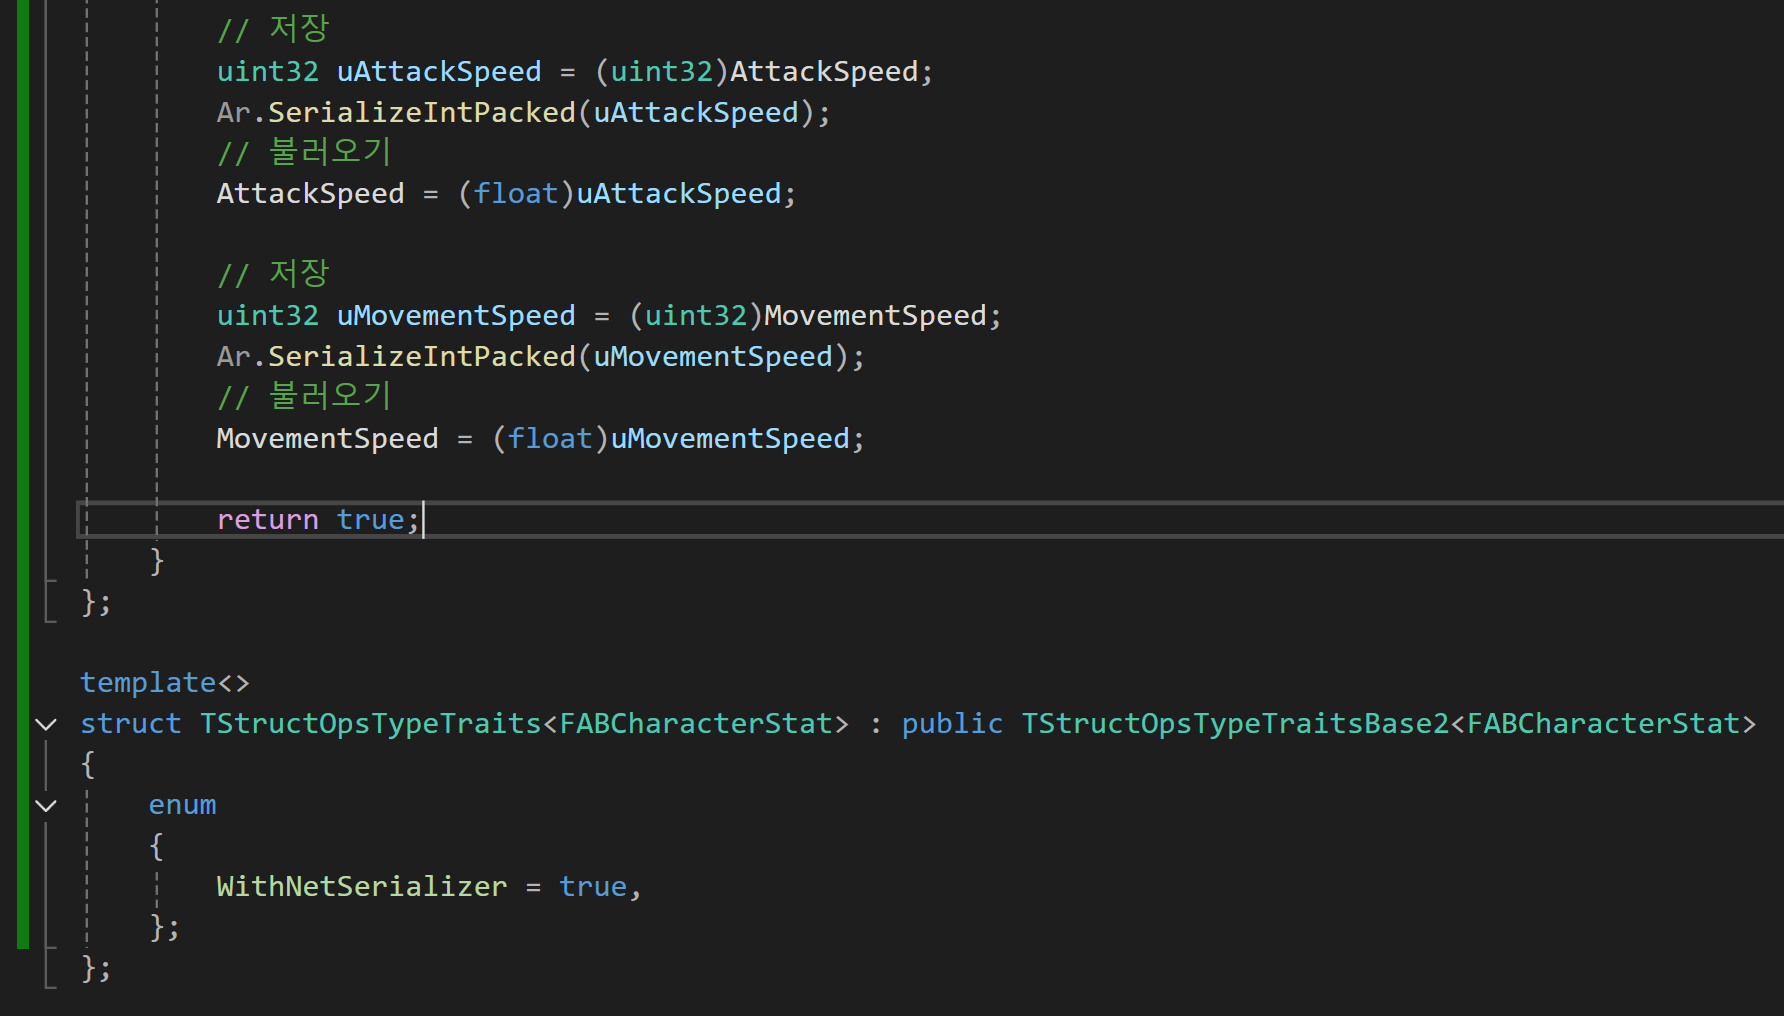 // 저장
uint32 uAttackSpeed = (uint32)AttackSpeed;
Ar.SerializeIntPacked(uAttackSpeed);
// 불러오기
AttackSpeed = (float)uAttackSpeed;
// 저장
uint32 uMovementSpeed = (uint32)MovementSpeed;
Ar.SerializeIntPacked(uMovementSpeed);
// 불러오기
MovementSpeed = (float)uMovementSpeed;
return true;
}
};
template<>
struct TStructOpsTypeTraits<FABCharacterStat> : public TStructOpsTypeTraitsBase2<FABCharacterStat>
{
enum
{
WithNetSerializer = true,
};
};